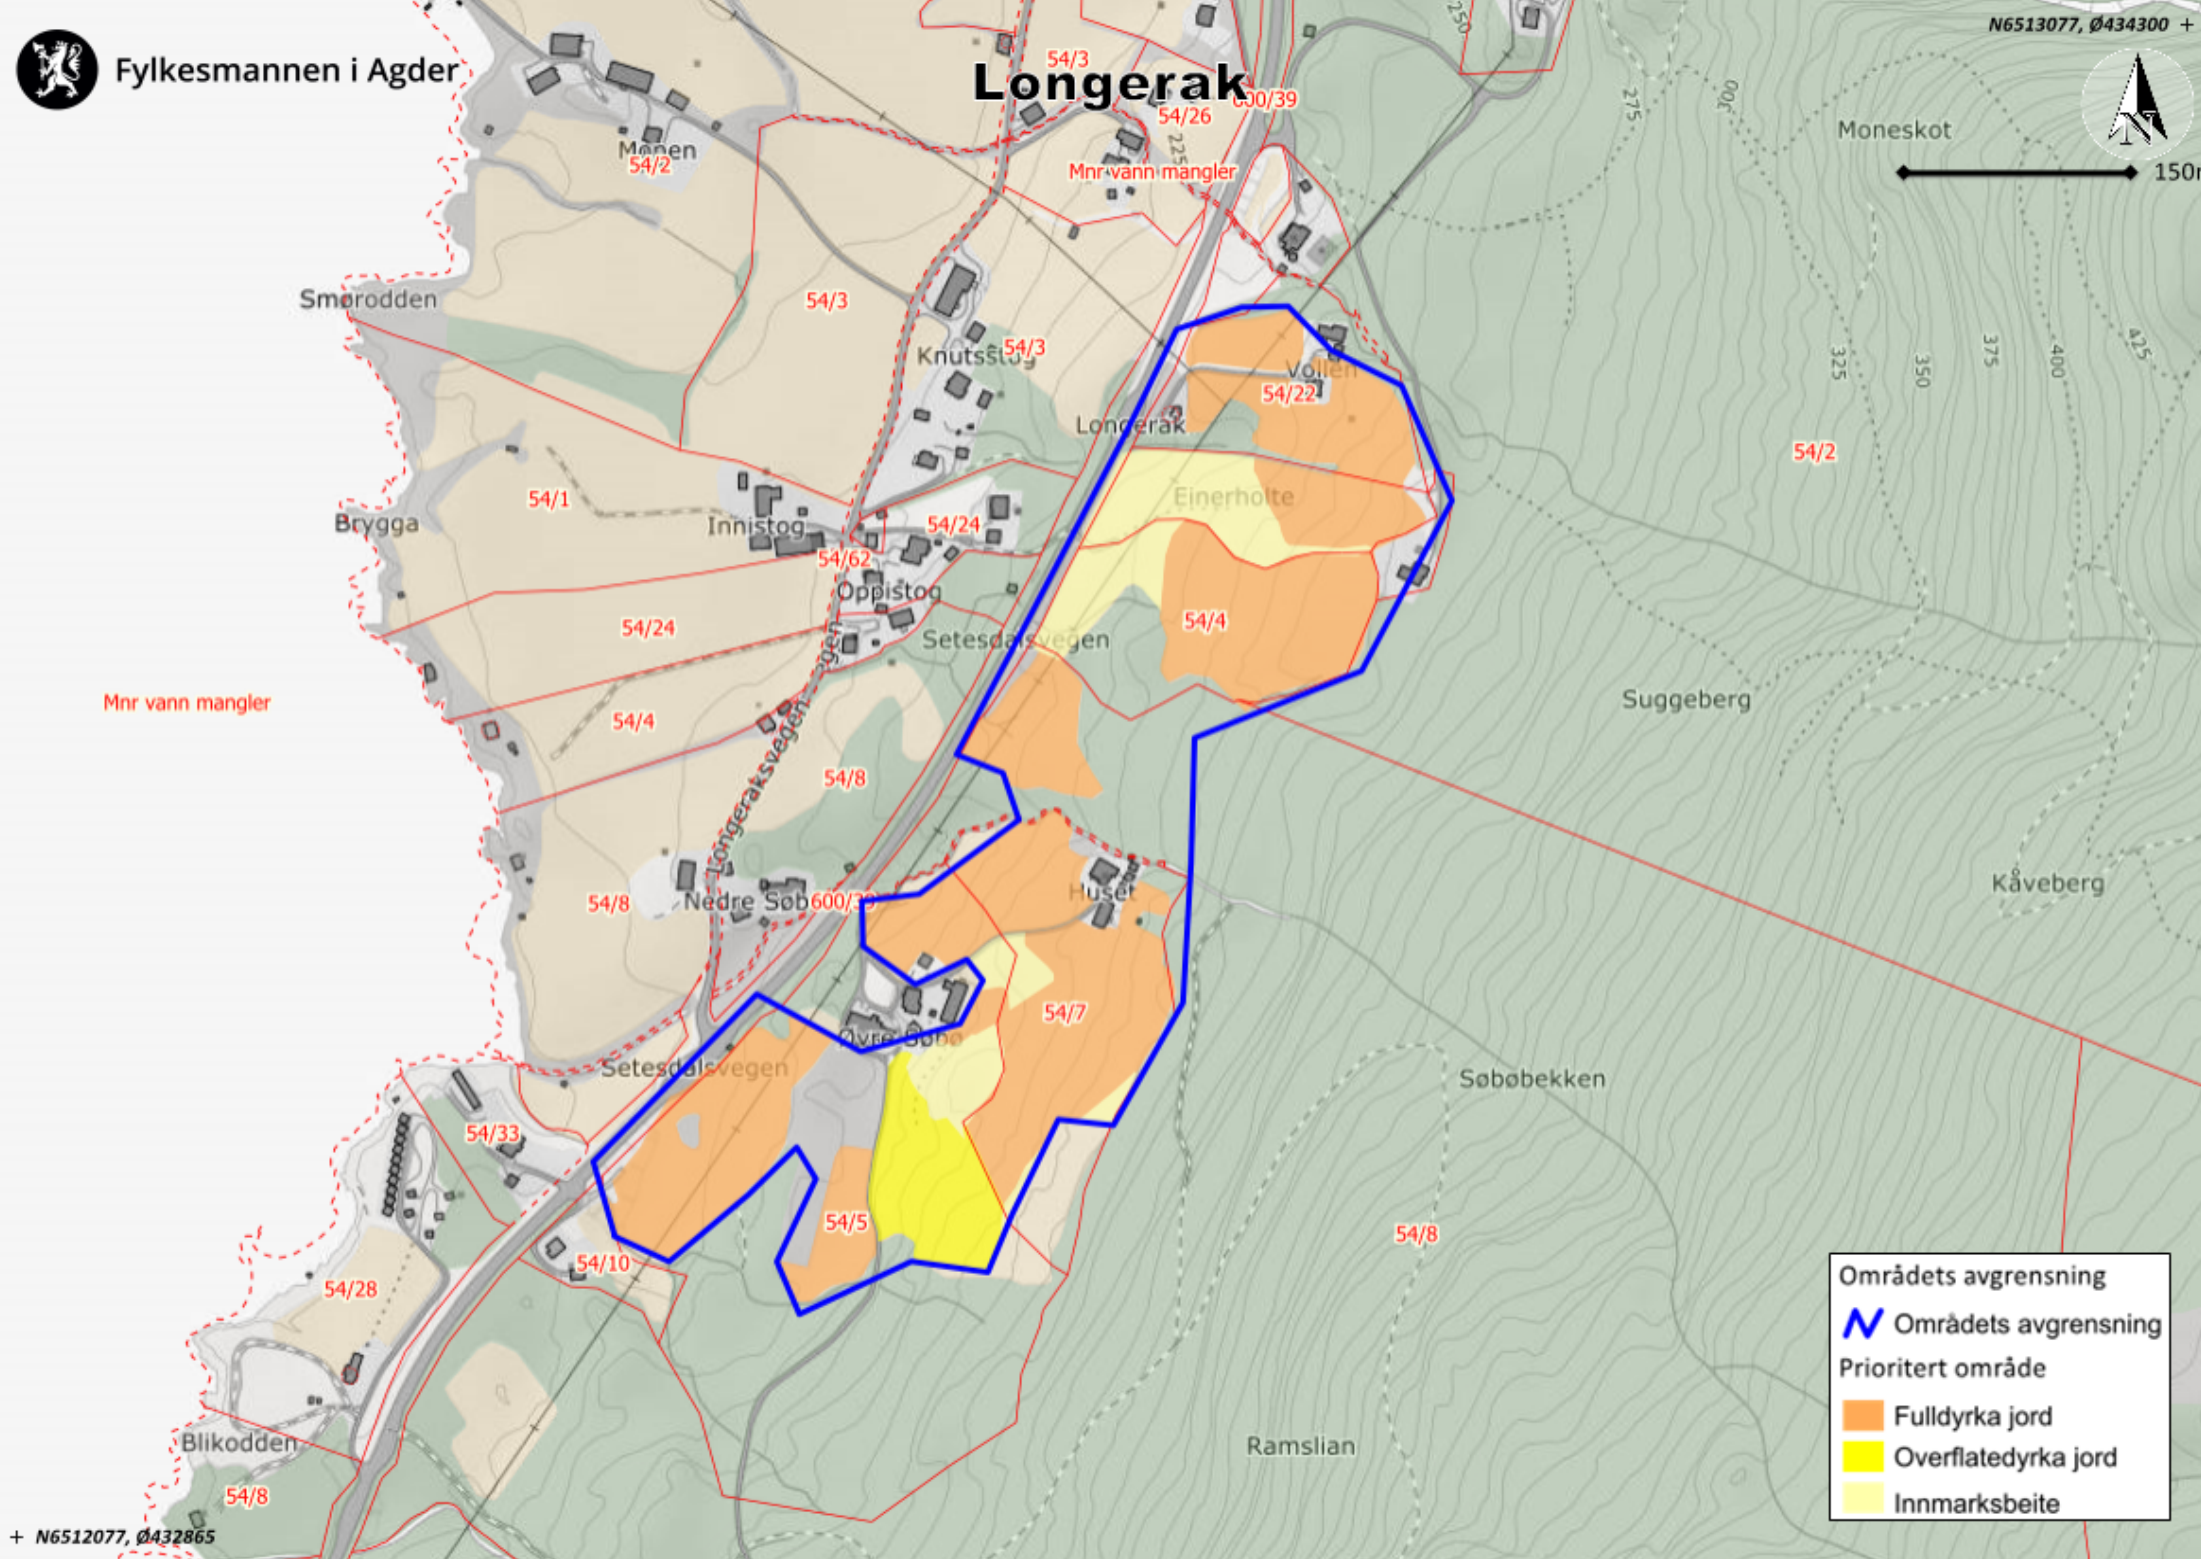 N6513077, Ø434300 +
Fylkesmannen i Agder
Longerak
54/3
600/39
54/26
225
250
275
300
Moneskot
N
150m
Monen
54/2
Mnr vann mangler
Smørodden
54/3
Knutsstog
54/3
Vollen
54/22
325
350
375
400
425
Longerak
54/2
Einerholte
54/1
Brygga
Innistog
54/24
54/62
Oppistog
54/24
54/4
Setesdalsvegen
Suggeberg
Mnr vann mangler
54/4
Longeraksvegen
54/8
Kåveberg
54/8
Nedre Søbø
600/39
Huset
54/7
Øvre Søbø
Setesdalsvegen
Søbøbekken
54/33
54/5
54/8
54/10
54/28
Blikodden
Ramslian
54/8
Områdets avgrensning
Områdets avgrensning
Prioritert område
Fulldyrka jord
Overflatedyrka jord
Innmarksbeite
+ N6512077, Ø432865